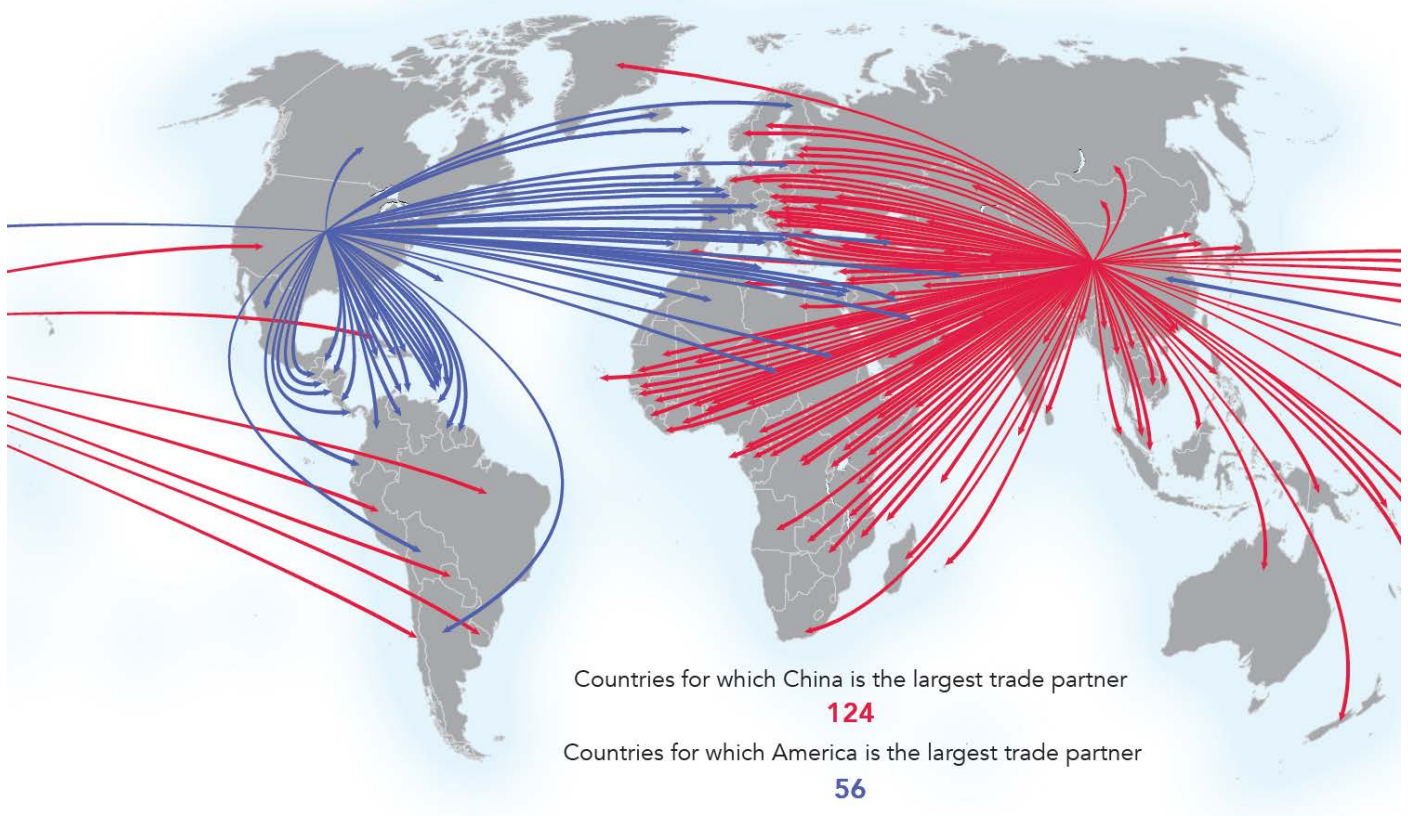 Countries for which China is the largest trade partner
124
Countries for which America is the largest trade partner
56